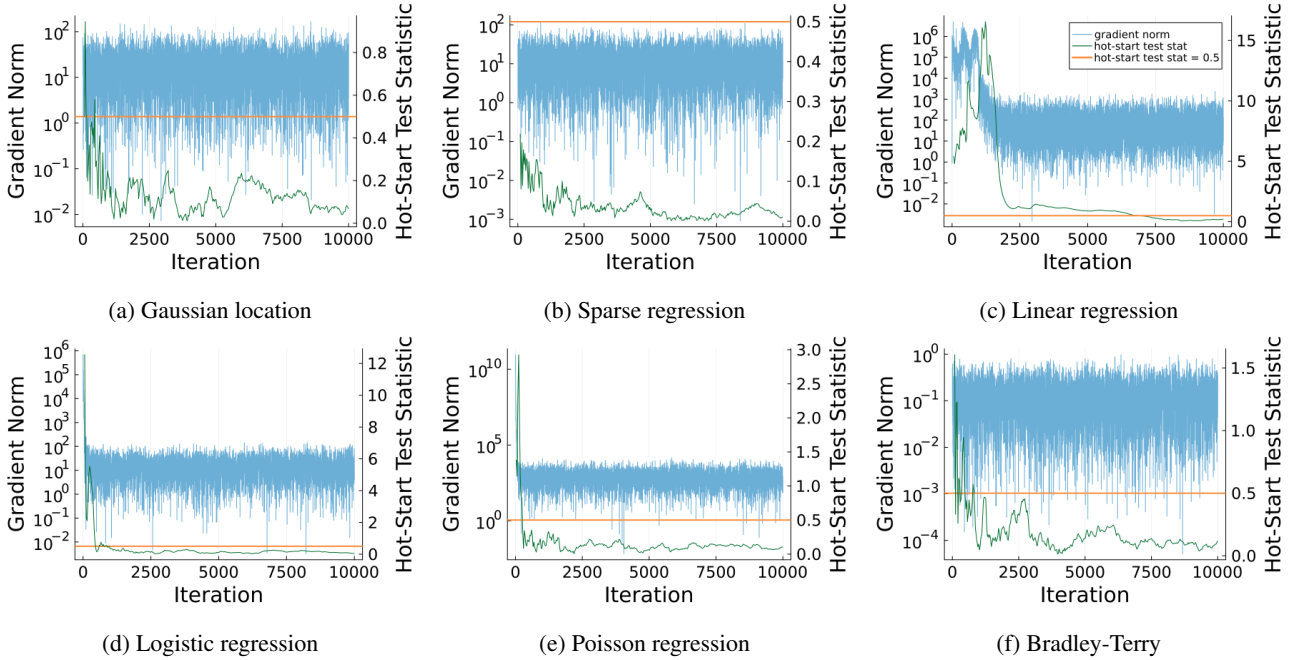 10²
10¹
10⁰
10⁻¹
10⁻²
Gradient Norm
0.8
0.6
0.4
0.2
0.0
Hot-Start Test Statistic
0 2500 5000 7500 10000
Iteration
(a) Gaussian location
10²
10¹
10⁰
10⁻¹
10⁻²
10⁻³
Gradient Norm
0.5
0.4
0.3
0.2
0.1
0.0
Hot-Start Test Statistic
0 2500 5000 7500 10000
Iteration
(b) Sparse regression
10⁶
10⁵
10⁴
10³
10²
10¹
10⁰
10⁻¹
10⁻²
Gradient Norm
gradient norm
hot-start test stat
hot-start test stat = 0.5
15
10
5
0
Hot-Start Test Statistic
0 2500 5000 7500 10000
Iteration
(c) Linear regression
10⁶
10⁵
10⁴
10³
10²
10¹
10⁰
10⁻¹
10⁻²
Gradient Norm
12
10
8
6
4
2
0
Hot-Start Test Statistic
0 2500 5000 7500 10000
Iteration
(d) Logistic regression
10¹⁰
10⁵
10⁰
Gradient Norm
3.0
2.5
2.0
1.5
1.0
0.5
0.0
Hot-Start Test Statistic
0 2500 5000 7500 10000
Iteration
(e) Poisson regression
10⁰
10⁻¹
10⁻²
10⁻³
10⁻⁴
Gradient Norm
1.5
1.0
0.5
0.0
Hot-Start Test Statistic
0 2500 5000 7500 10000
Iteration
(f) Bradley-Terry